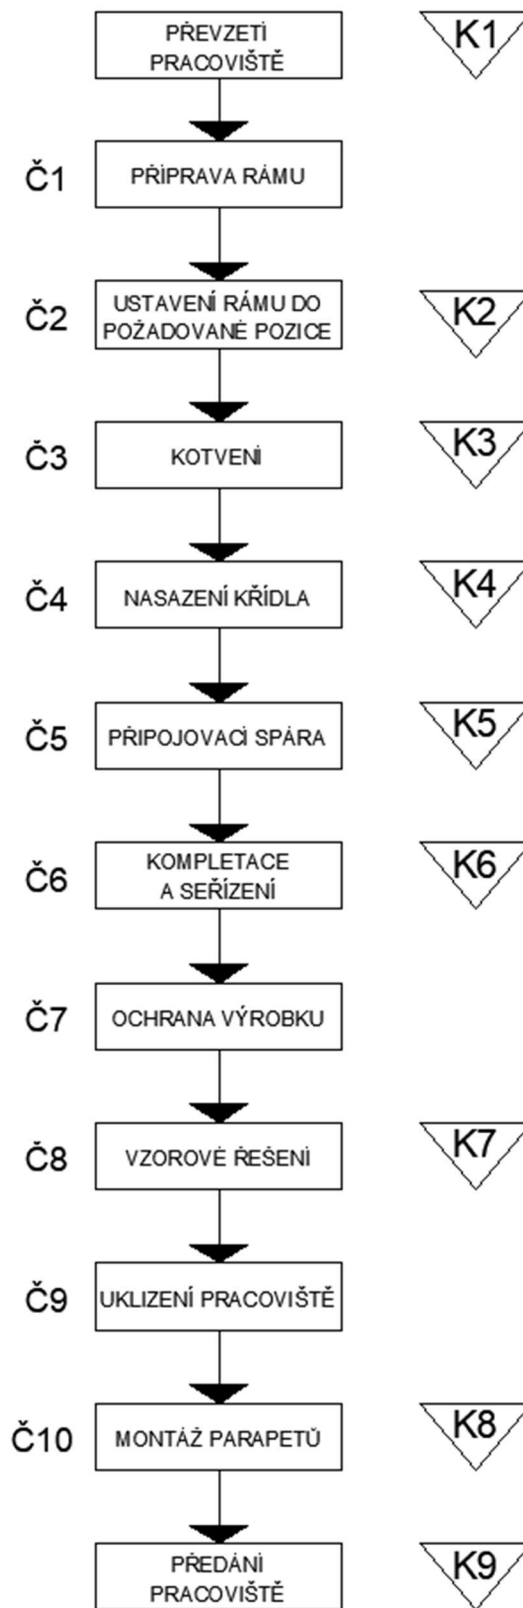 PŘEVZETÍ
PRACOVIŠTĚ
K1
Č1
PŘÍPRAVA RÁMU
Č2
USTAVENÍ RÁMU DO
POŽADOVANÉ POZICE
K2
Č3
KOTVENÍ
K3
Č4
NASAZENÍ KŘÍDLA
K4
Č5
PŘIPOJOVACÍ SPÁRA
K5
Č6
KOMPLETACE
A SEŘÍZENÍ
K6
Č7
OCHRANA VÝROBKU
Č8
VZOROVÉ ŘEŠENÍ
K7
Č9
UKLIZENÍ PRACOVIŠTĚ
Č10
MONTÁŽ PARAPETŮ
K8
PŘEDÁNÍ
PRACOVIŠTĚ
K9